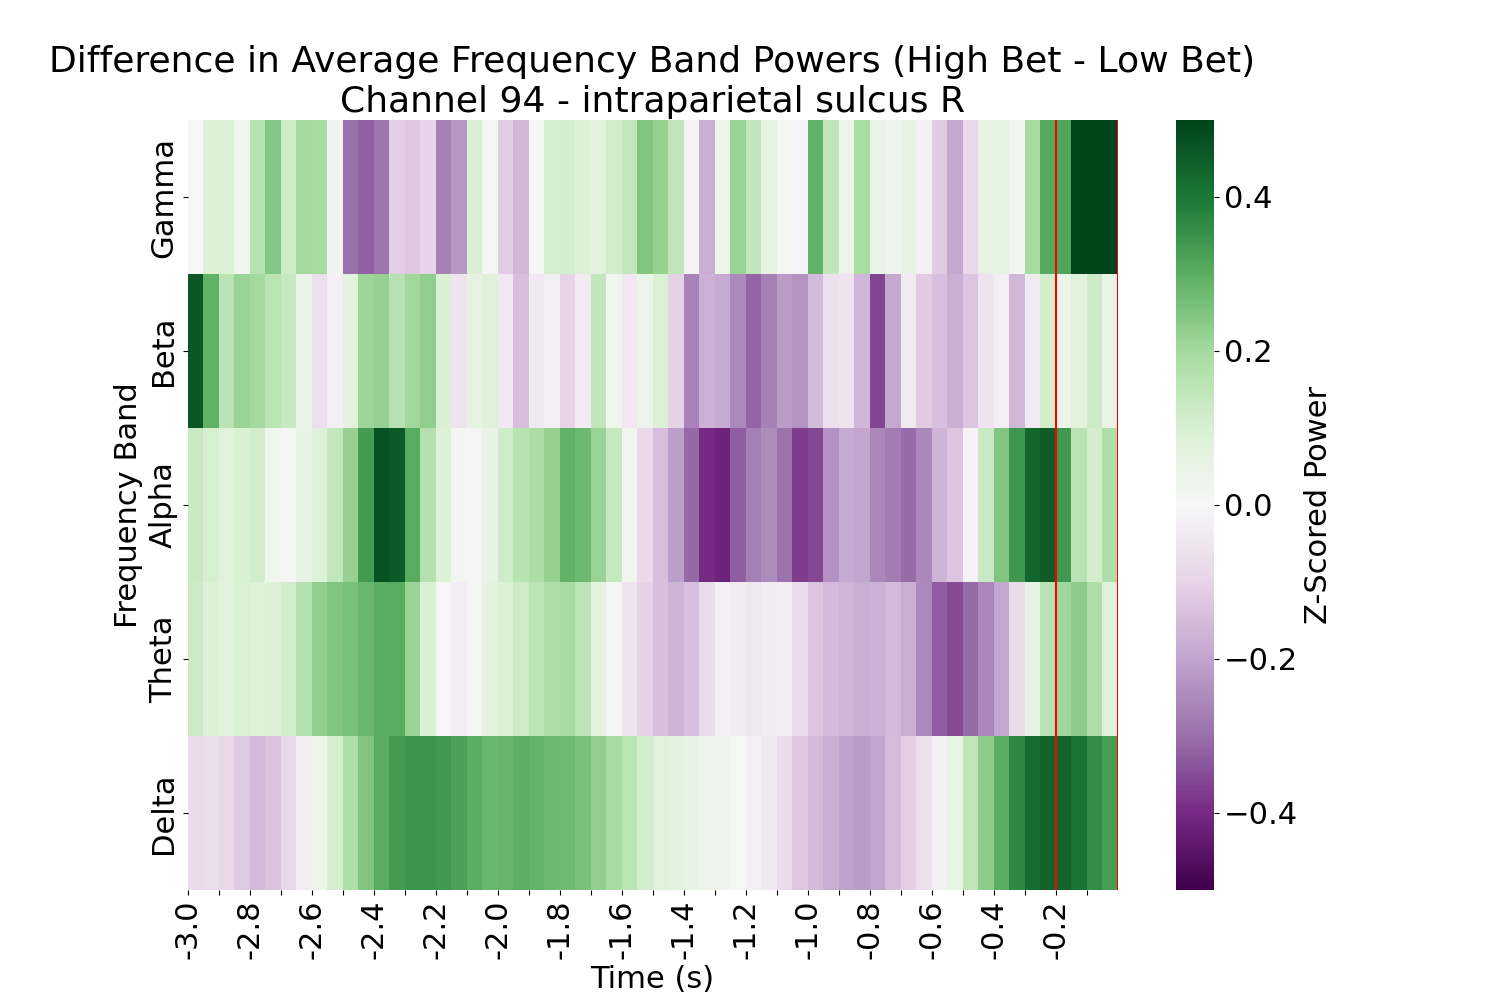 Difference in Average Frequency Band Powers (High Bet - Low Bet)
Channel 94 - intraparietal sulcus R
Frequency Band
Gamma
Beta
Alpha
Theta
Delta
-3.0
-2.8
-2.6
-2.4
-2.2
-2.0
-1.8
-1.6
-1.4
-1.2
-1.0
-0.8
-0.6
-0.4
-0.2
Time (s)
0.4
0.2
0.0
−0.2
−0.4
Z-Scored Power